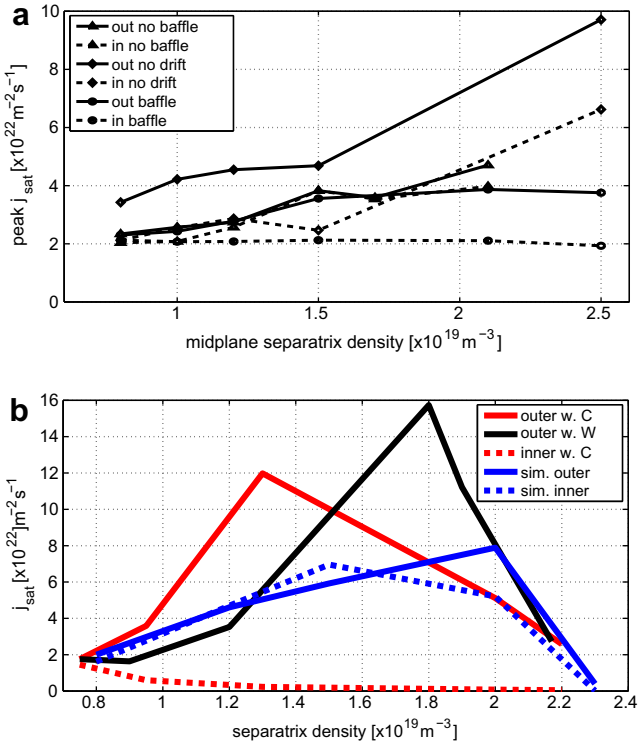 a
peak j_sat [x10^22 m^-2 s^-1]
10
8
6
4
2
0
out no baffle
in no baffle
out no drift
in no drift
out baffle
in baffle
1 1.5 2 2.5
midplane separatrix density [x10^19 m^-3]
b
j_sat [x10^22]m^-2 s^-1
16
14
12
10
8
6
4
2
0
outer w. C
outer w. W
inner w. C
sim. outer
sim. inner
0.8 1 1.2 1.4 1.6 1.8 2 2.2 2.4
separatrix density [x10^19 m^-3]